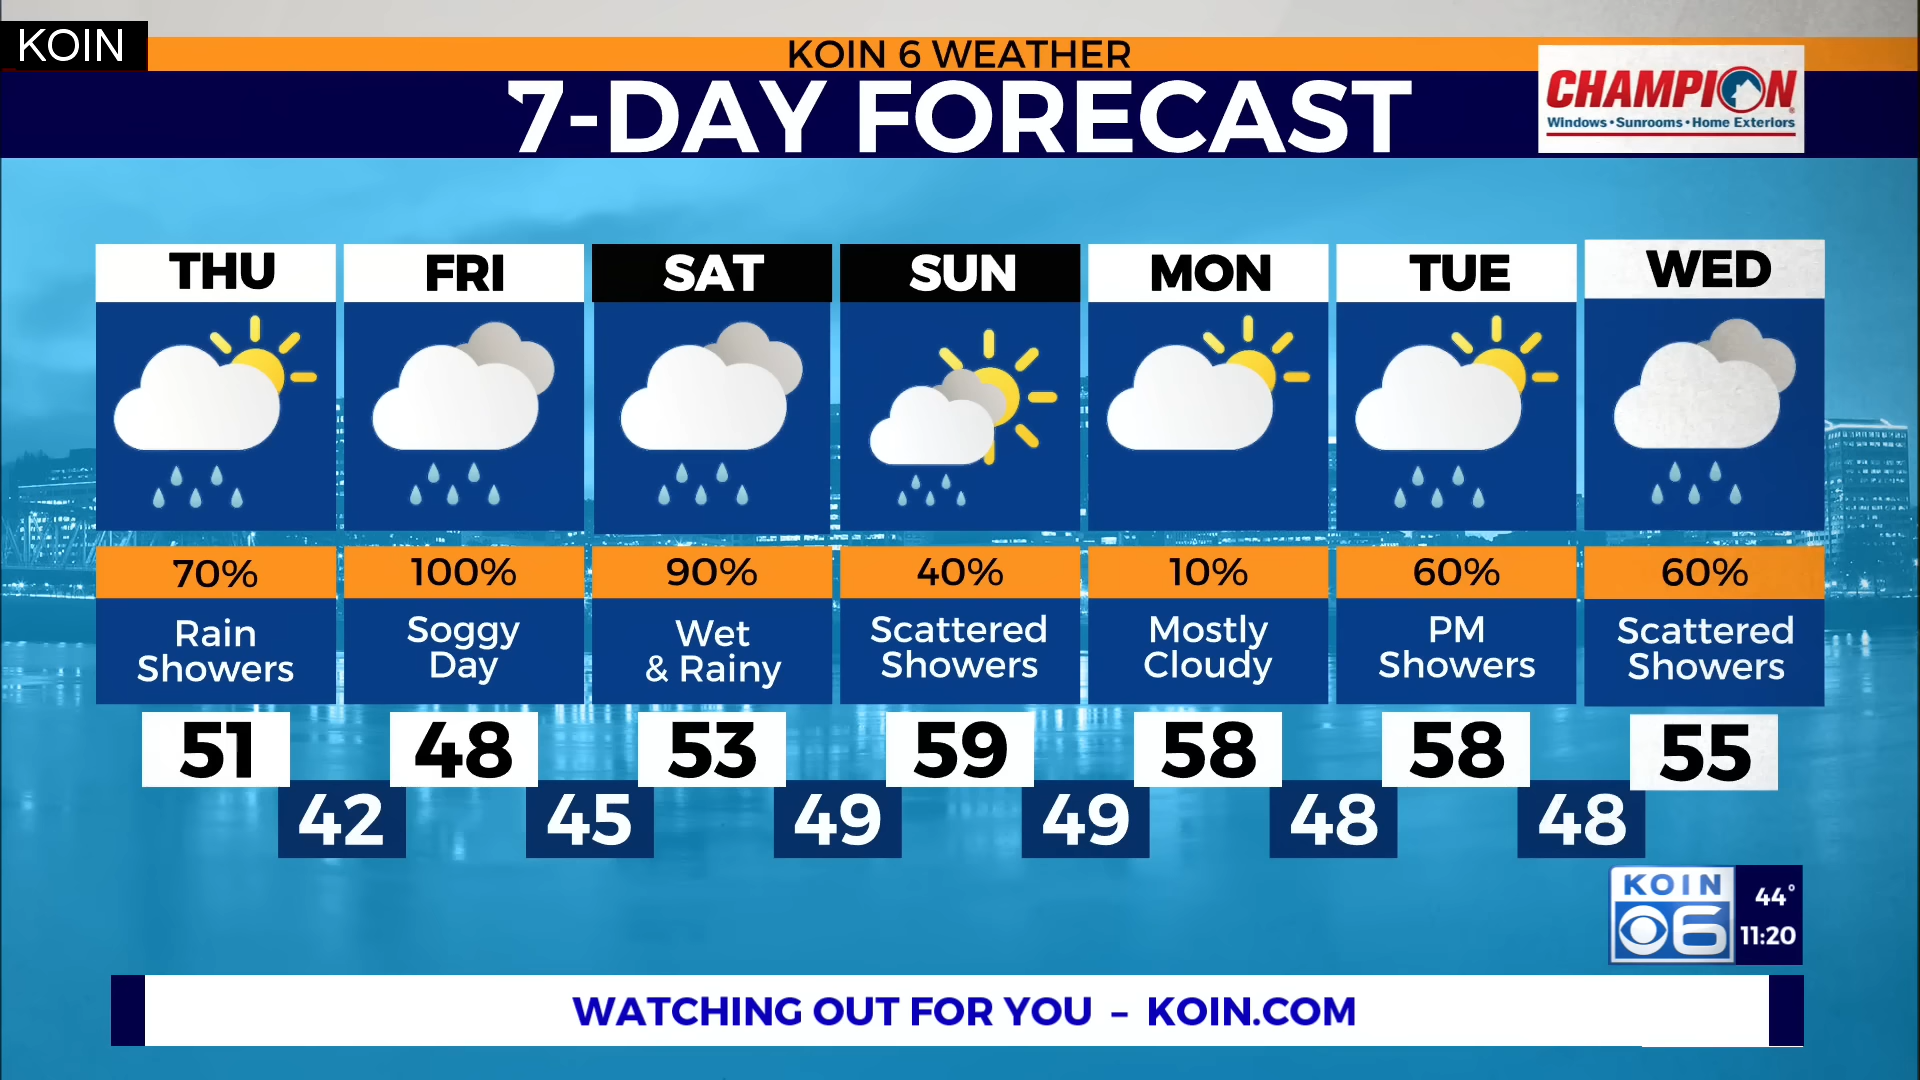 KOIN
KOIN 6 WEATHER
7-DAY FORECAST
CHAMPION
Windows • Sunrooms • Home Exteriors
THU
FRI
SAT
SUN
MON
TUE
WED
70%
100%
90%
40%
10%
60%
60%
Rain
Showers
Soggy
Day
Wet
& Rainy
Scattered
Showers
Mostly
Cloudy
PM
Showers
Scattered
Showers
51
48
53
59
58
58
55
42
45
49
49
48
48
KOIN
6
44°
11:20
WATCHING OUT FOR YOU – KOIN.COM